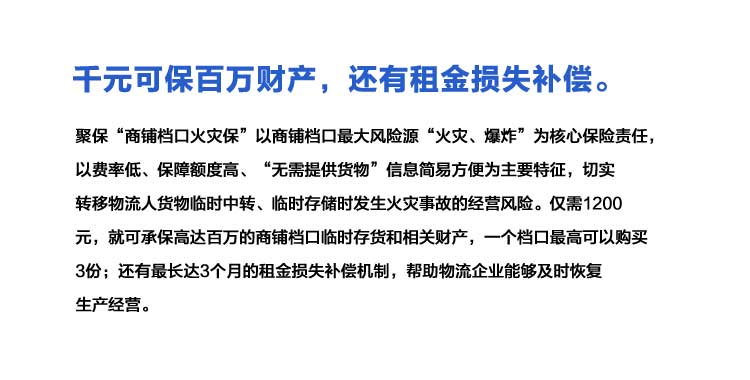 千元可保百万财产，还有租金损失补偿。
聚保“商铺档口火灾保”以商铺档口最大风险源“火灾、爆炸”为核心保险责任，
以费率低、保障额度高、“无需提供货物”信息简易方便为主要特征，切实
转移物流人货物临时中转、临时存储时发生火灾事故的经营风险。仅需1200
元，就可承保高达百万的商铺档口临时存货和相关财产，一个档口最高可以购买
3份；还有最长达3个月的租金损失补偿机制，帮助物流企业能够及时恢复
生产经营。